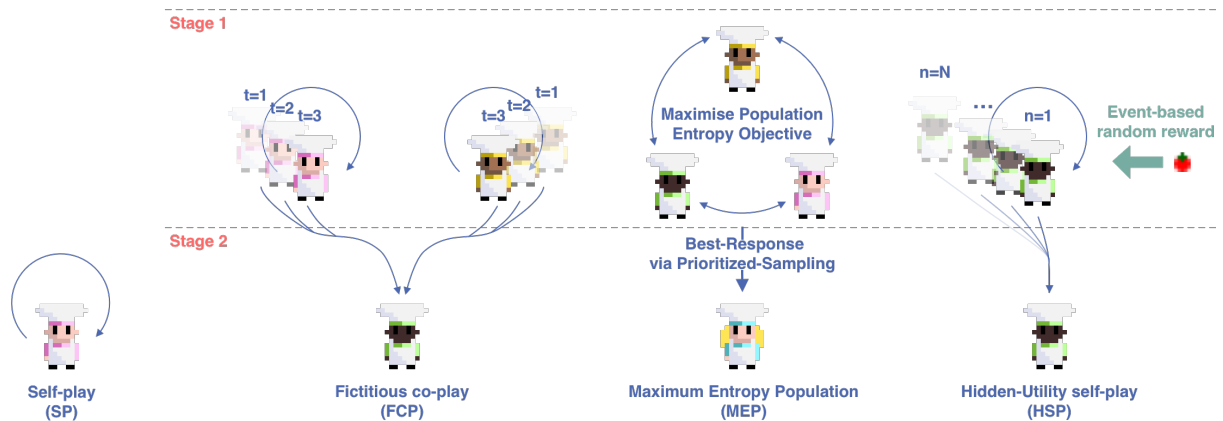 Stage 1
t=1
t=2
t=3
t=1
t=2
t=3
Maximise Population
Entropy Objective
n=N
...
n=1
Event-based
random reward
Stage 2
Best-Response
via Prioritized-Sampling
Self-play
(SP)
Fictitious co-play
(FCP)
Maximum Entropy Population
(MEP)
Hidden-Utility self-play
(HSP)